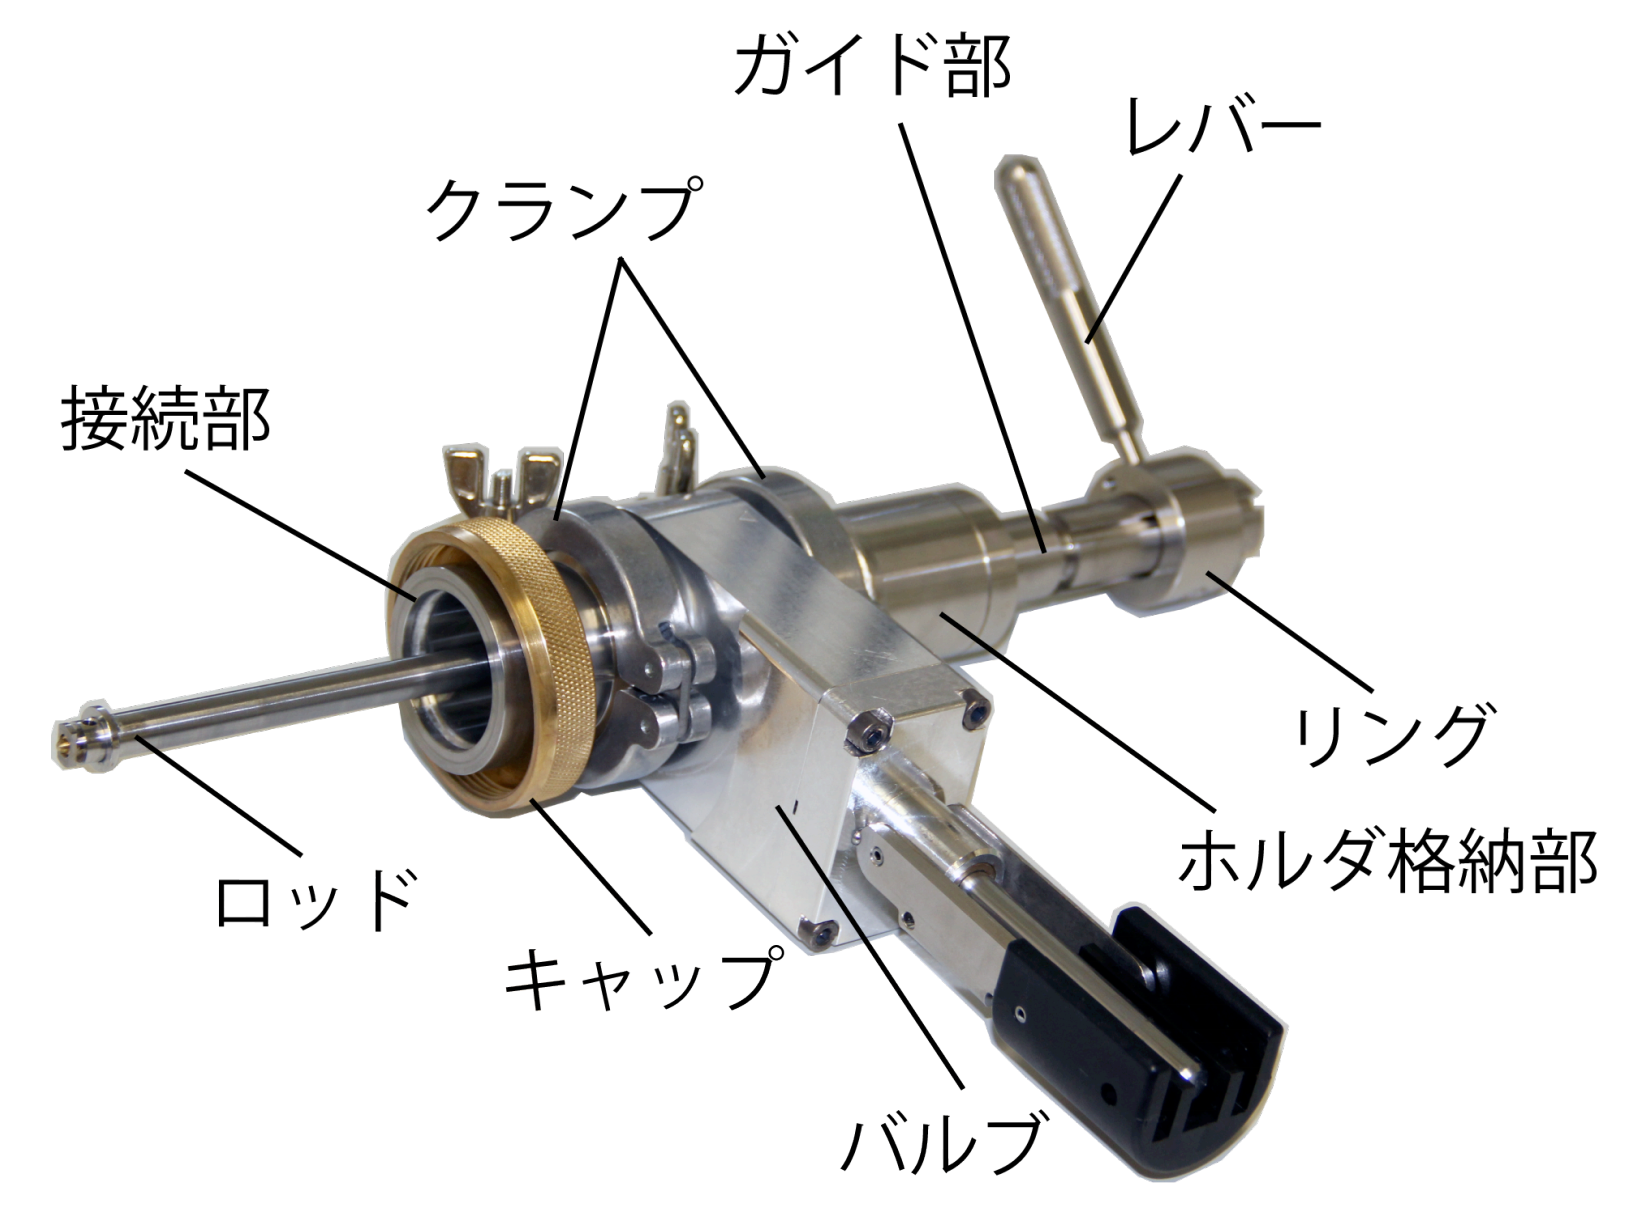 ガイド部
レバー
クランプ
接続部
リング
ホルダ格納部
ロッド
キャップ
バルブ